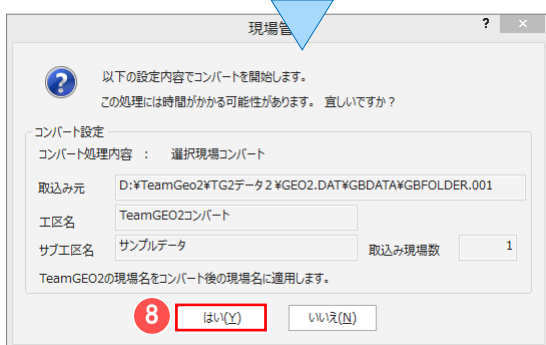 現場管
? ×
以下の設定内容でコンバートを開始します。
この処理には時間がかかる可能性があります。 宜しいですか？
コンバート設定
コンバート処理内容 ： 選択現場コンバート
取込み元 D:¥TeamGeo2¥TG2データ2¥GEO2.DAT¥GBDATA¥GBFOLDER.001
工区名 TeamGEO2コンバート
サブ工区名 サンプルデータ 取込み現場数 1
TeamGEO2の現場名をコンバート後の現場名に適用します。
8 はい(Y) いいえ(N)